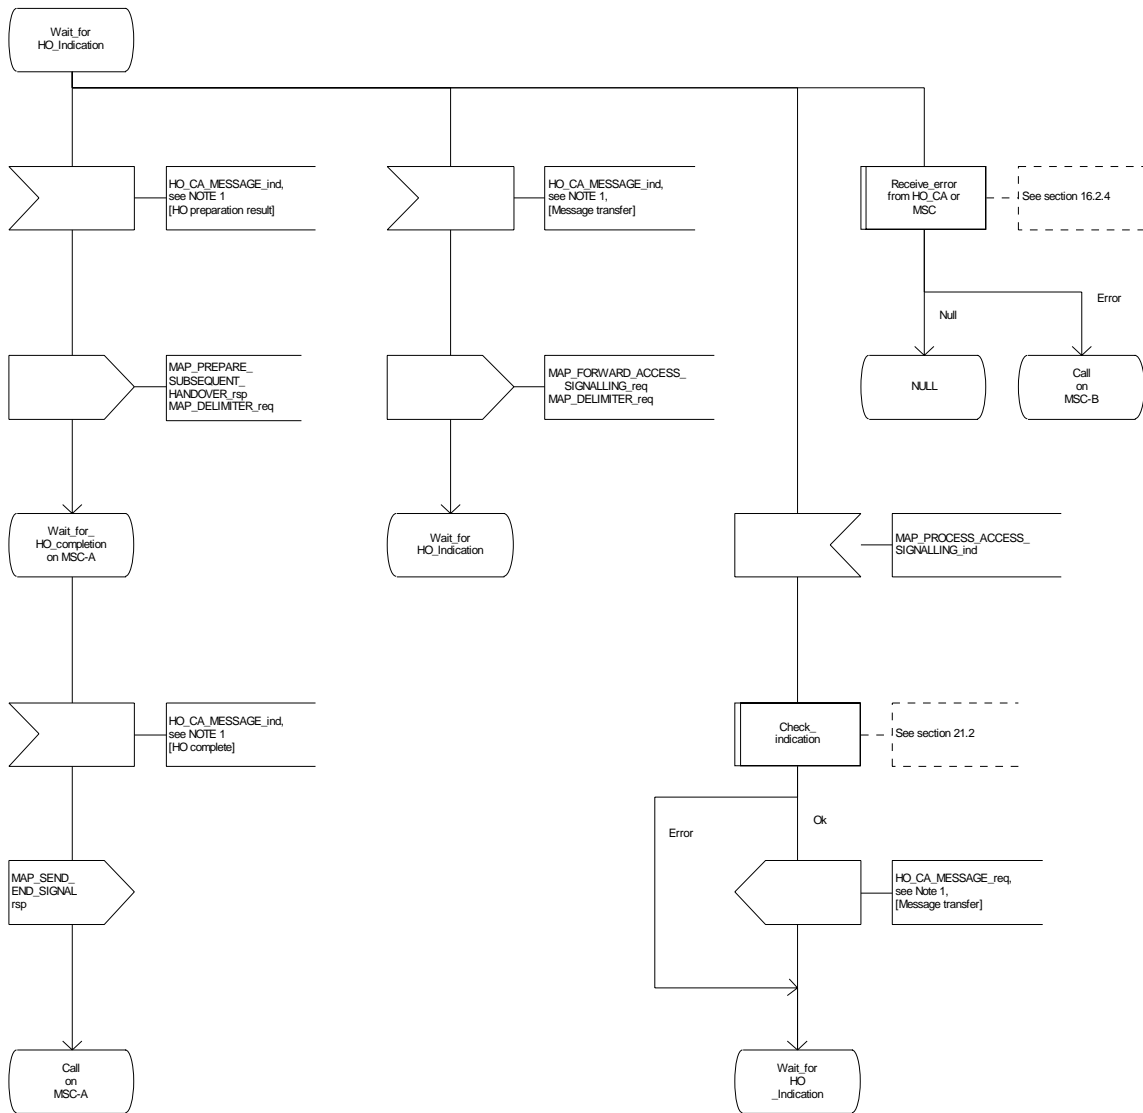 Wait_for
HO_Indication
HO_CA_MESSAGE_ind,
see NOTE 1
[HO preparation result]
HO_CA_MESSAGE_ind,
see NOTE 1,
[Message transfer]
Receive_error
from HO_CA or
MSC
See section 16.2.4
Null
Error
MAP_PREPARE_
SUBSEQUENT_
HANDOVER_rsp
MAP_DELIMITER_req
MAP_FORWARD_ACCESS_
SIGNALLING_req
MAP_DELIMITER_req
NULL
Call
on
MSC-B
Wait_for_
HO_completion
on MSC-A
Wait_for
HO_Indication
MAP_PROCESS_ACCESS_
SIGNALLING_ind
HO_CA_MESSAGE_ind,
see NOTE 1
[HO complete]
Check_
indication
See section 21.2
Error
Ok
MAP_SEND_
END_SIGNAL
rsp
HO_CA_MESSAGE_req,
see Note 1,
[Message transfer]
Call
on
MSC-A
Wait_for
HO
_Indication